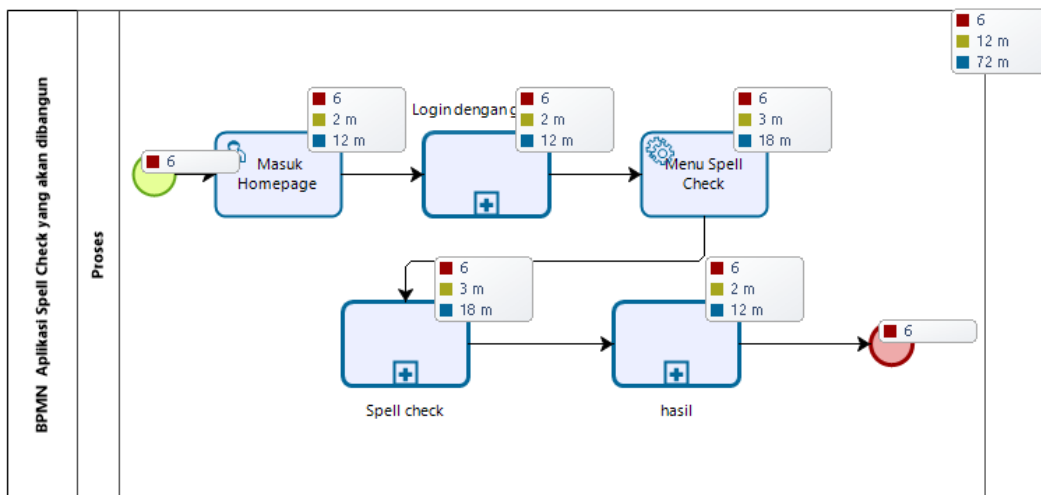 BPMN Aplikasi Spell Check yang akan dibangun
Proses
6
12 m
72 m
6
Masuk
Homepage
6
2 m
12 m
Login dengan
6
2 m
12 m
Menu Spell
Check
6
3 m
18 m
Spell check
6
3 m
18 m
hasil
6
2 m
12 m
6